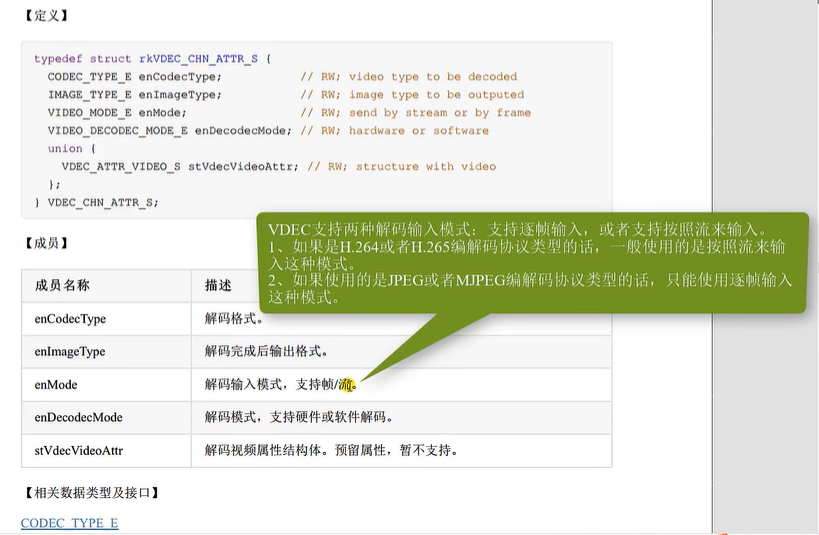 【定义】
typedef struct rkVDEC_CHN_ATTR_S {
CODEC_TYPE_E enCodecType; // RW; video type to be decoded
IMAGE_TYPE_E enImageType; // RW; image type to be outputed
VIDEO_MODE_E enMode; // RW; send by stream or by frame
VIDEO_DECODEC_MODE_E enDecodecMode; // RW; hardware or software
union {
VDEC_ATTR_VIDEO_S stVdecVideoAttr; // RW; structure with video
};
} VDEC_CHN_ATTR_S;
VDEC支持两种解码输入模式：支持逐帧输入，或者支持按照流来输入。
1、如果是H.264或者H.265编解码协议类型的话，一般使用的是按照流来输
入这种模式。
2、如果使用的是JPEG或者MJPEG编解码协议类型的话，只能使用逐帧输入
这种模式。
【成员】
成员名称 描述
enCodecType 解码格式。
enImageType 解码完成后输出格式。
enMode 解码输入模式，支持帧/流。
enDecodecMode 解码模式，支持硬件或软件解码。
stVdecVideoAttr 解码视频属性结构体。预留属性，暂不支持。
【相关数据类型及接口】
CODEC_TYPE_E